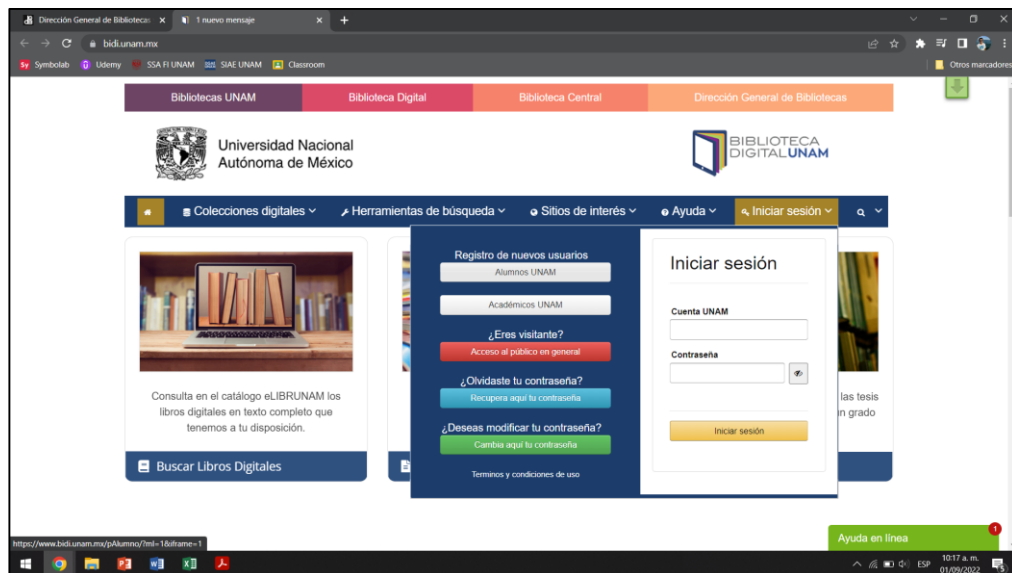 Dirección General de Bibliotecas
1 nuevo mensaje
bidi.unam.mx
Symbolab
Udemy
SSA FI UNAM
SIAE UNAM
Classroom
Otros marcadores
Bibliotecas UNAM
Biblioteca Digital
Biblioteca Central
Dirección General de Bibliotecas
Universidad Nacional
Autónoma de México
BIBLIOTECA
DIGITALUNAM
Colecciones digitales
Herramientas de búsqueda
Sitios de interés
Ayuda
Iniciar sesión
Registro de nuevos usuarios
Alumnos UNAM
Académicos UNAM
¿Eres visitante?
Acceso al público en general
¿Olvidaste tu contraseña?
Recupera aquí tu contraseña
¿Deseas modificar tu contraseña?
Cambia aquí tu contraseña
Terminos y condiciones de uso
Iniciar sesión
Cuenta UNAM
Contraseña
Iniciar sesión
Consulta en el catálogo eLIBRUNAM los
libros digitales en texto completo que
tenemos a tu disposición.
Buscar Libros Digitales
las tesis
n grado
https://www.bidi.unam.mx/pAlumno/?ml=1&iframe=1
Ayuda en línea
1
ESP
10:17 a. m.
01/09/2022
5